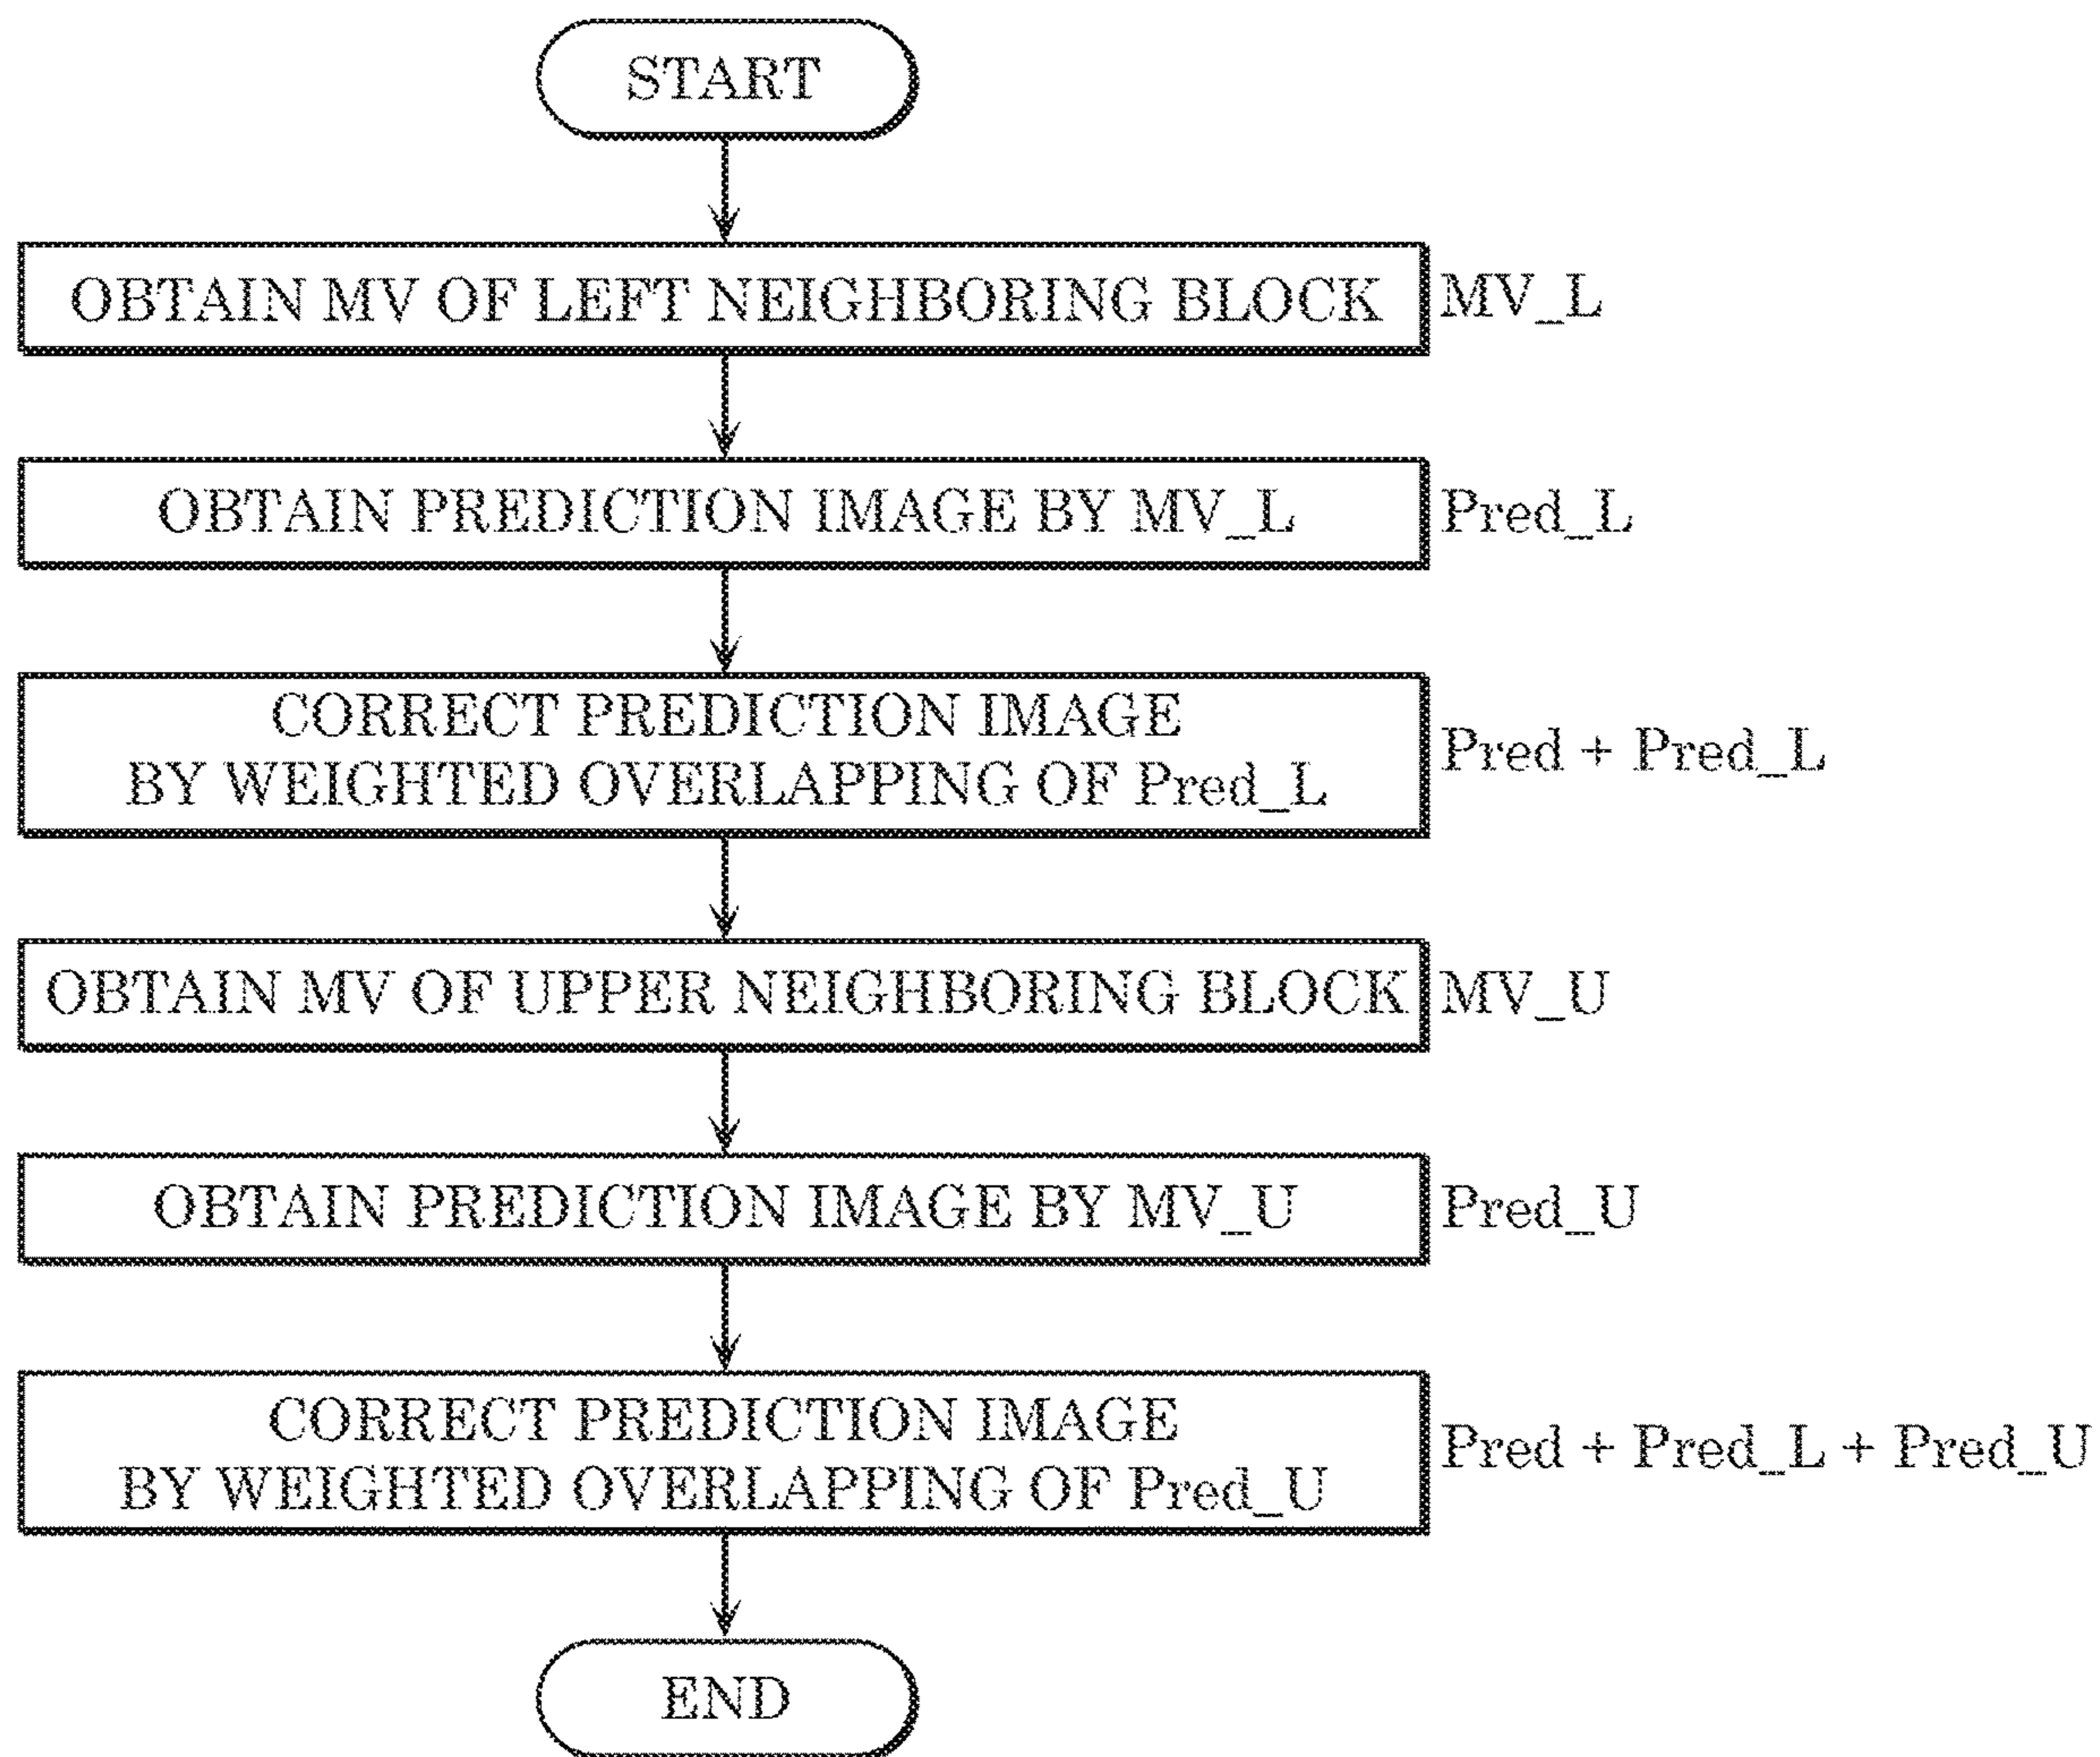 START
OBTAIN MV OF LEFT NEIGHBORING BLOCK MV_L
OBTAIN PREDICTION IMAGE BY MV_L Pred_L
CORRECT PREDICTION IMAGE
BY WEIGHTED OVERLAPPING OF Pred_L
Pred + Pred_L
OBTAIN MV OF UPPER NEIGHBORING BLOCK MV_U
OBTAIN PREDICTION IMAGE BY MV_U Pred_U
CORRECT PREDICTION IMAGE
BY WEIGHTED OVERLAPPING OF Pred_U
Pred + Pred_L + Pred_U
END